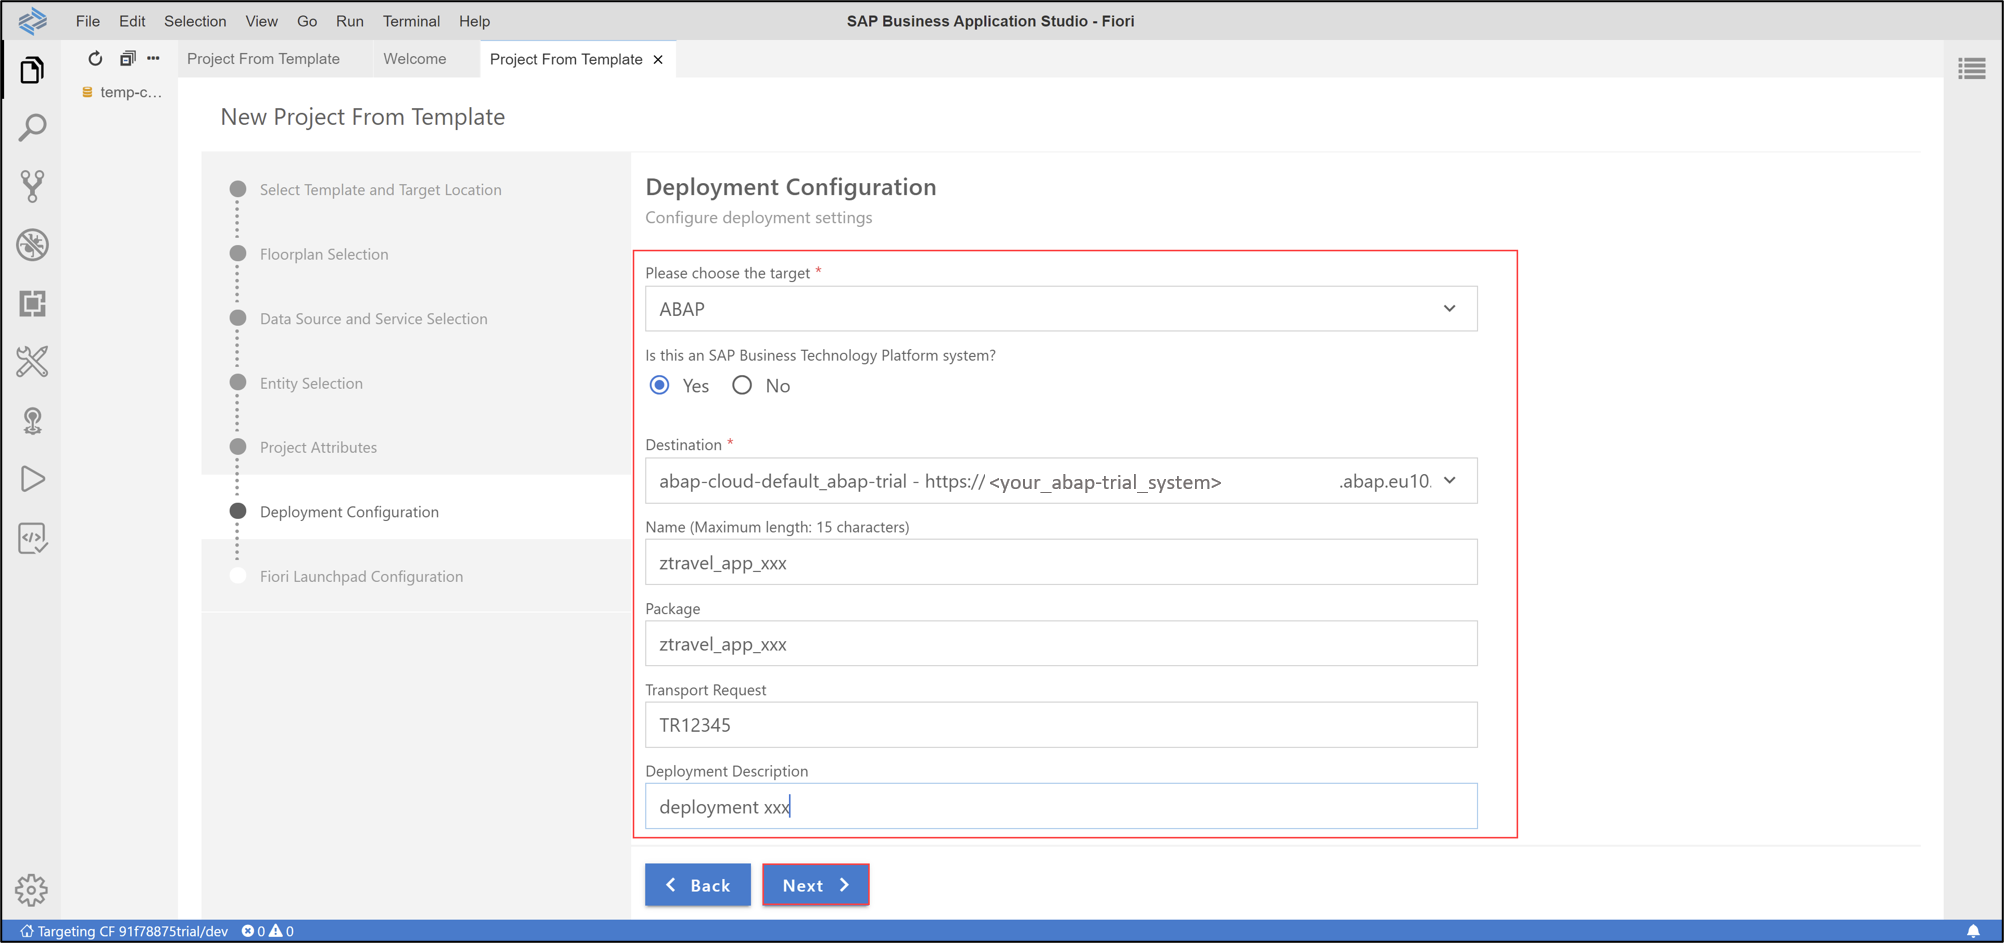 File Edit Selection View Go Run Terminal Help
SAP Business Application Studio - Fiori
Project From Template
Welcome
Project From Template
temp-c...
New Project From Template
Select Template and Target Location
Floorplan Selection
Data Source and Service Selection
Entity Selection
Project Attributes
Deployment Configuration
Fiori Launchpad Configuration
Deployment Configuration
Configure deployment settings
Please choose the target *
ABAP
Is this an SAP Business Technology Platform system?
Yes No
Destination *
abap-cloud-default_abap-trial - https:// <your_abap-trial_system> .abap.eu10.
Name (Maximum length: 15 characters)
ztravel_app_xxx
Package
ztravel_app_xxx
Transport Request
TR12345
Deployment Description
deployment xxx
Back Next
Targeting CF 91f78875trial/dev 0 0